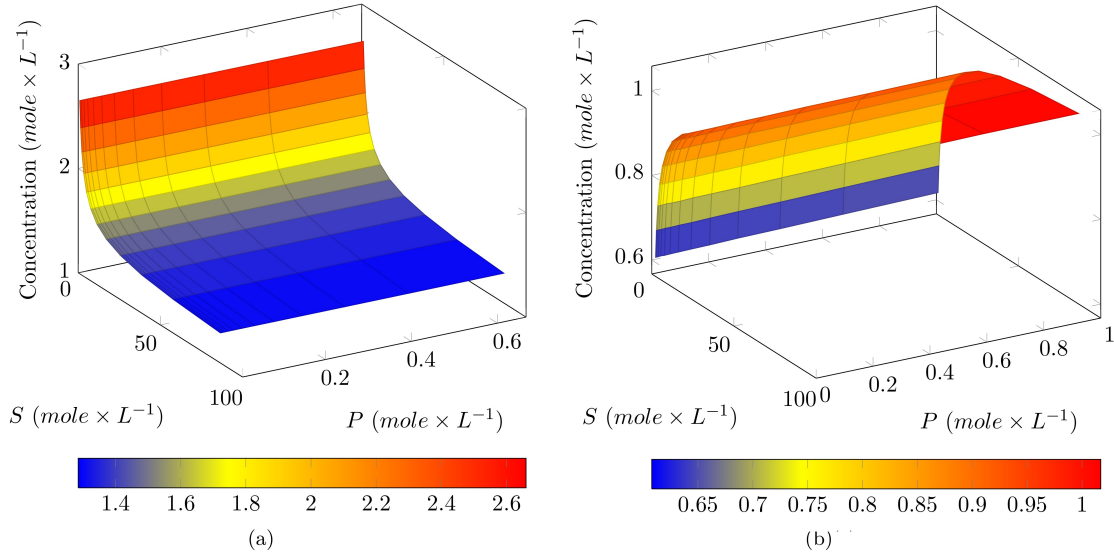 Concentration (mole × L⁻¹)
3
2
1
0
50
100
0.2
0.4
0.6
S (mole × L⁻¹)
P (mole × L⁻¹)
1.4 1.6 1.8 2 2.2 2.4 2.6
(a)
Concentration (mole × L⁻¹)
1
0.8
0.6
0
50
100
0
0.2
0.4
0.6
0.8
1
S (mole × L⁻¹)
P (mole × L⁻¹)
0.65 0.7 0.75 0.8 0.85 0.9 0.95 1
(b)